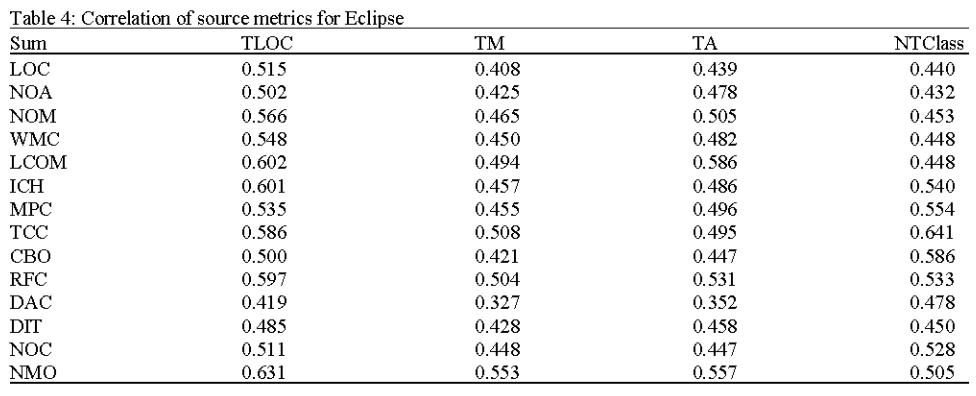 Table 4: Correlation of source metrics for Eclipse
Sum TLOC TM TA NTClass
LOC 0.515 0.408 0.439 0.440
NOA 0.502 0.425 0.478 0.432
NOM 0.566 0.465 0.505 0.453
WMC 0.548 0.450 0.482 0.448
LCOM 0.602 0.494 0.586 0.448
ICH 0.601 0.457 0.486 0.540
MPC 0.535 0.455 0.496 0.554
TCC 0.586 0.508 0.495 0.641
CBO 0.500 0.421 0.447 0.586
RFC 0.597 0.504 0.531 0.533
DAC 0.419 0.327 0.352 0.478
DIT 0.485 0.428 0.458 0.450
NOC 0.511 0.448 0.447 0.528
NMO 0.631 0.553 0.557 0.505